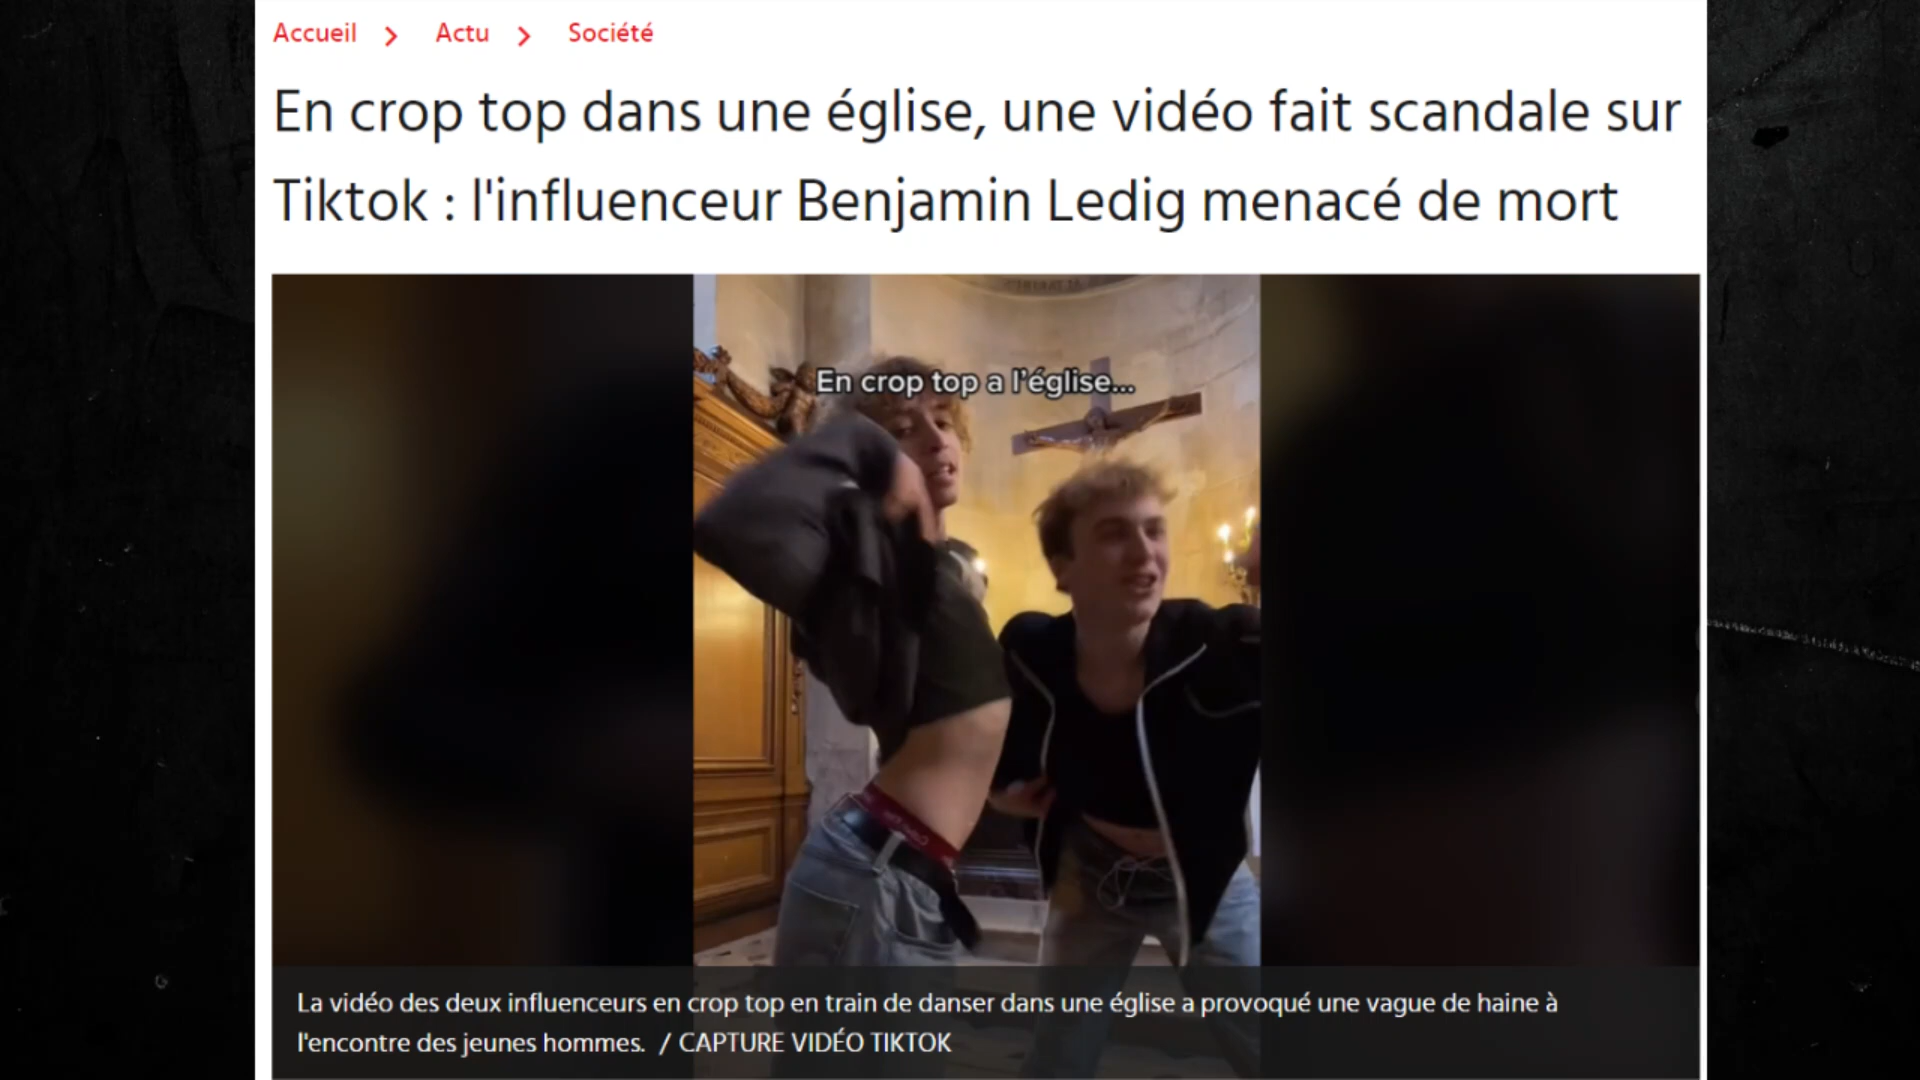 Accueil > Actu > Société
En crop top dans une église, une vidéo fait scandale sur
Tiktok : l'influenceur Benjamin Ledig menacé de mort
En crop top a l'église...
La vidéo des deux influenceurs en crop top en train de danser dans une église a provoqué une vague de haine à
l'encontre des jeunes hommes. / CAPTURE VIDÉO TIKTOK